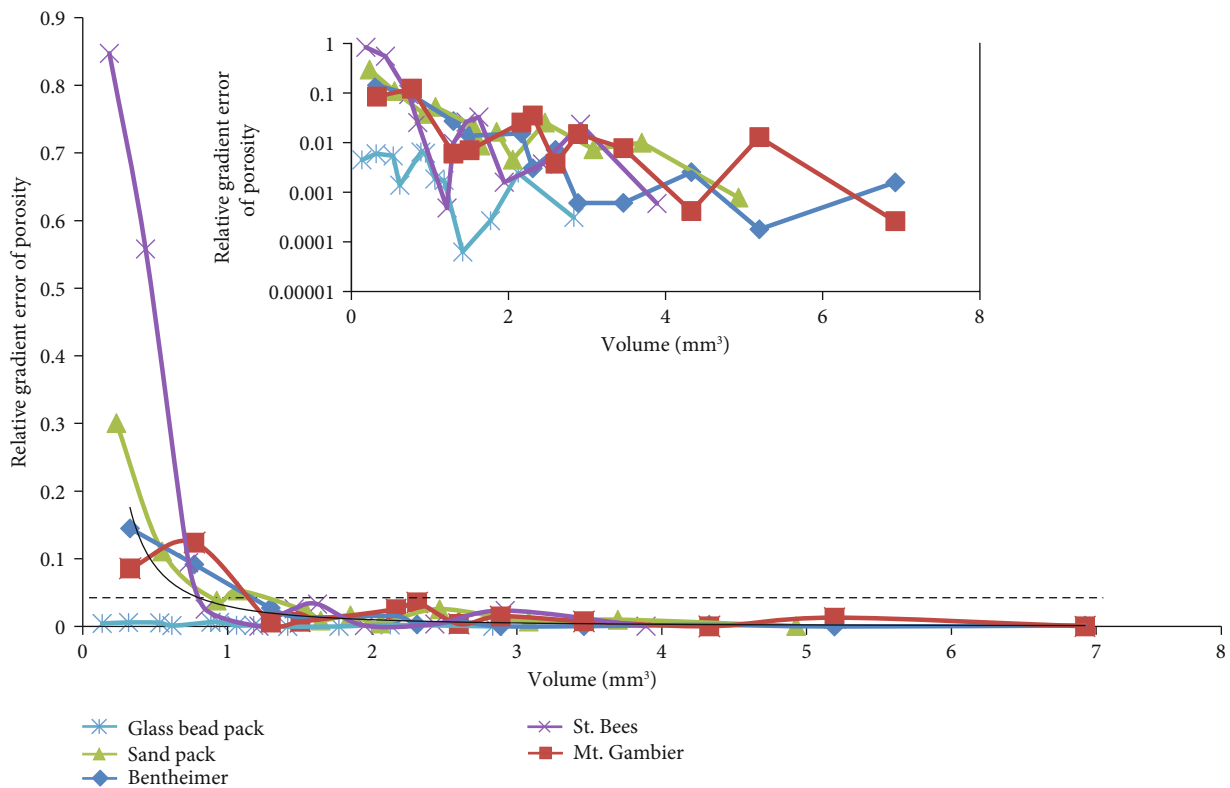 0.9
0.8
0.7
0.6
0.5
0.4
0.3
0.2
0.1
0
Relative gradient error of porosity
0 1 2 3 4 5 6 7 8
Volume (mm³)
Relative gradient error
of porosity
1
0.1
0.01
0.001
0.0001
0.00001
0 2 4 6 8
Volume (mm³)
Glass bead pack
Sand pack
Bentheimer
St. Bees
Mt. Gambier